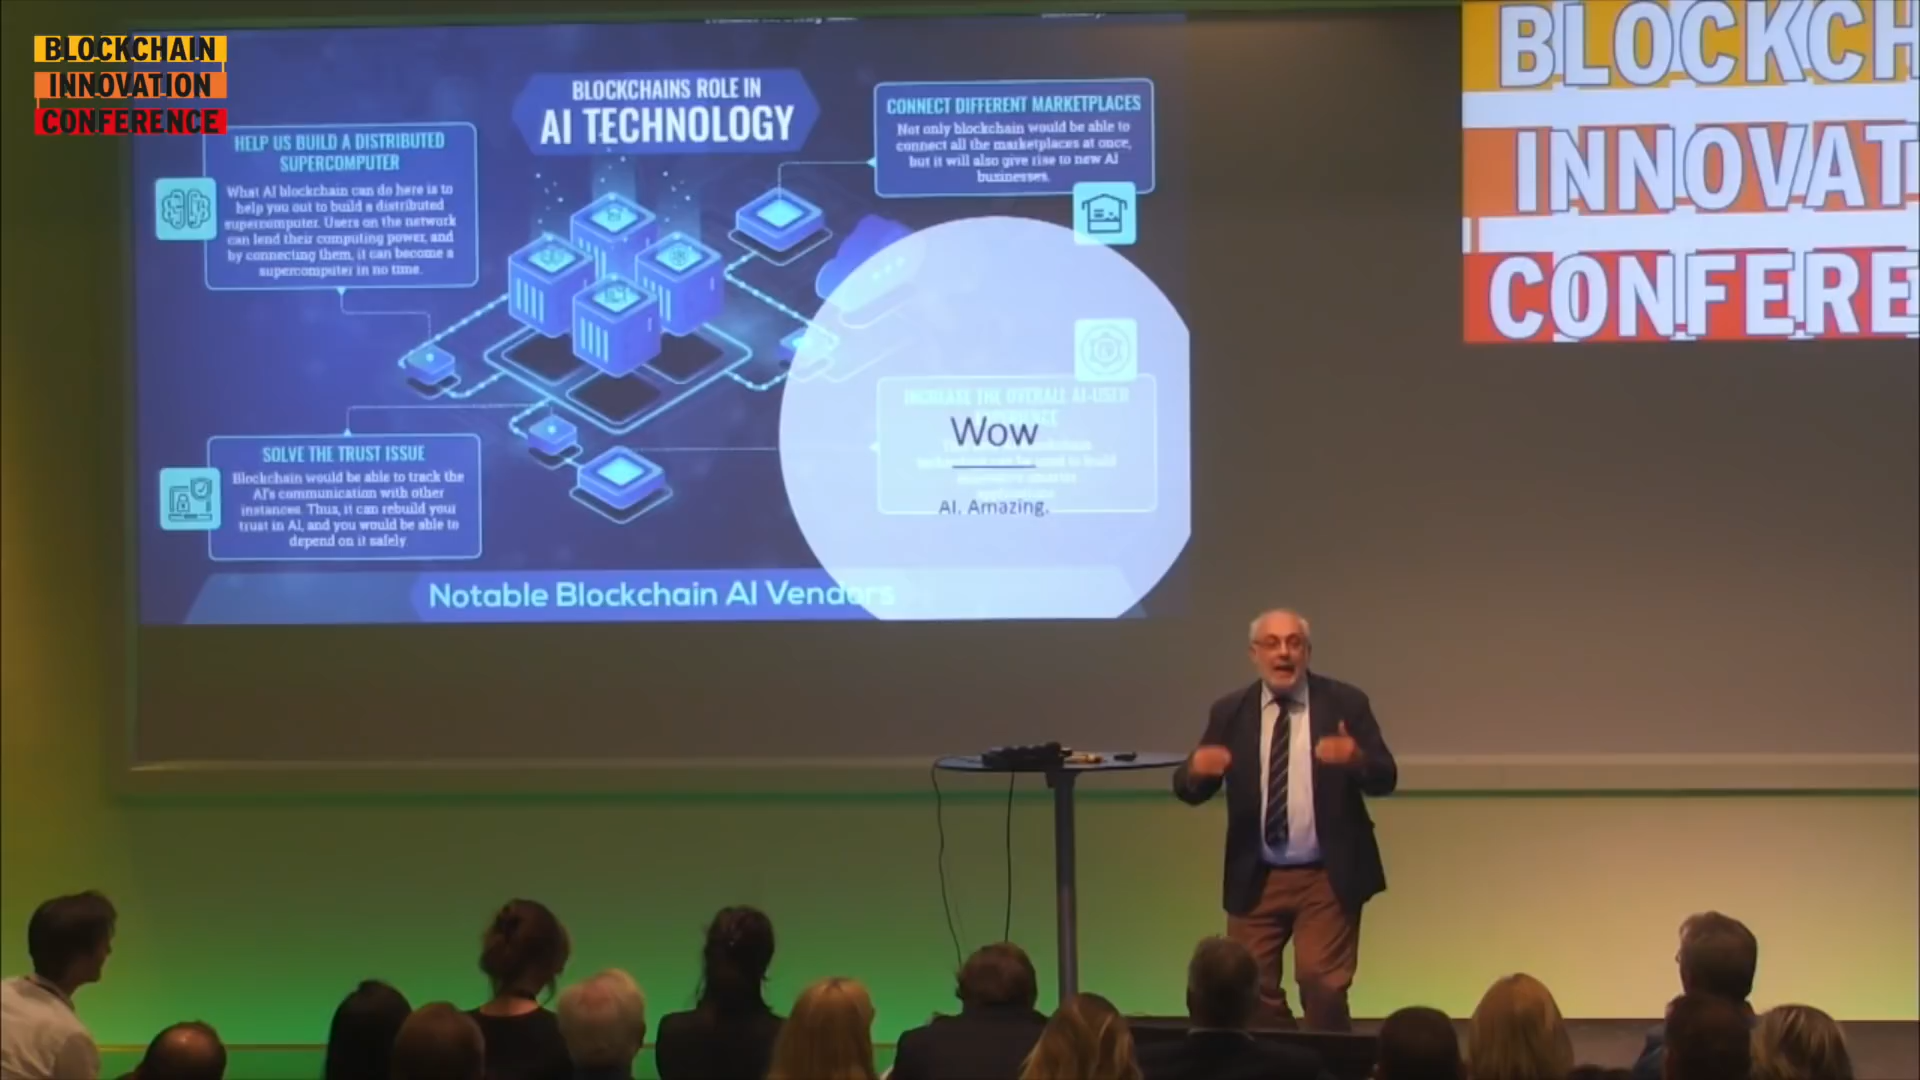 BLOCKCHAIN
INNOVATION
CONFERENCE
BLOCKCHAINS ROLE IN
AI TECHNOLOGY
HELP US BUILD A DISTRIBUTED
SUPERCOMPUTER
What AI blockchain can do here is to
help you out to build a distributed
supercomputer. Users on the network
can lend their computing power, and
by connecting them, it can become a
supercomputer in no time.
CONNECT DIFFERENT MARKETPLACES
Not only blockchain would be able to
connect all the marketplaces at once,
but it will also give rise to new AI
businesses.
SOLVE THE TRUST ISSUE
Blockchain would be able to track the
AI's communication with other
instances. Thus, it can rebuild your
trust in AI, and you would be able to
depend on it safely.
INCREASE THE OVERALL AI-USER
Wow
AI. Amazing.
Notable Blockchain AI Vendors
BLOCKCH
INNOVAT
CONFERE